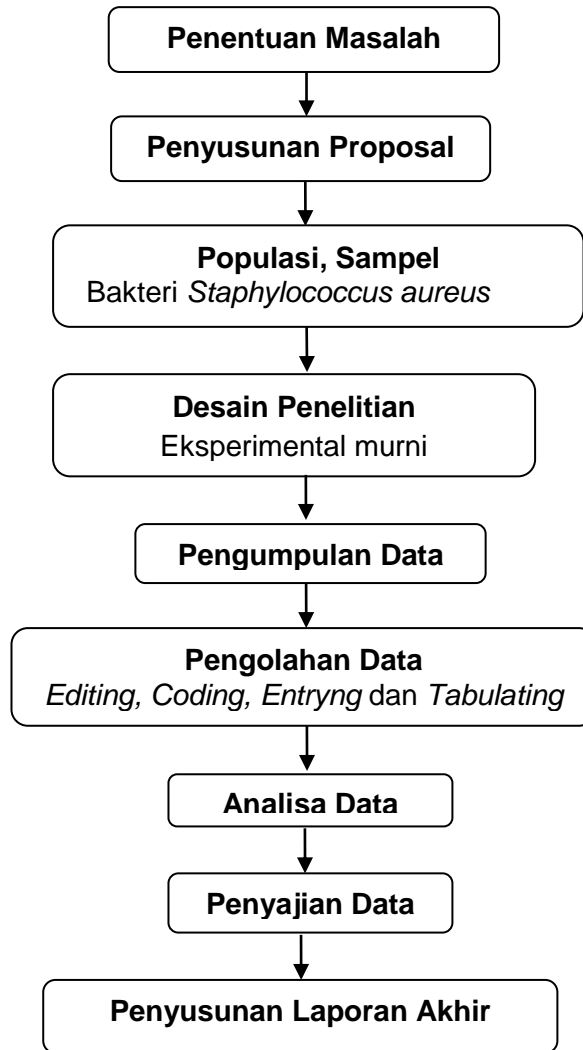 Penentuan Masalah
Penyusunan Proposal
Populasi, Sampel
Bakteri Staphylococcus aureus
Desain Penelitian
Eksperimental murni
Pengumpulan Data
Pengolahan Data
Editing, Coding, Entryng dan Tabulating
Analisa Data
Penyajian Data
Penyusunan Laporan Akhir